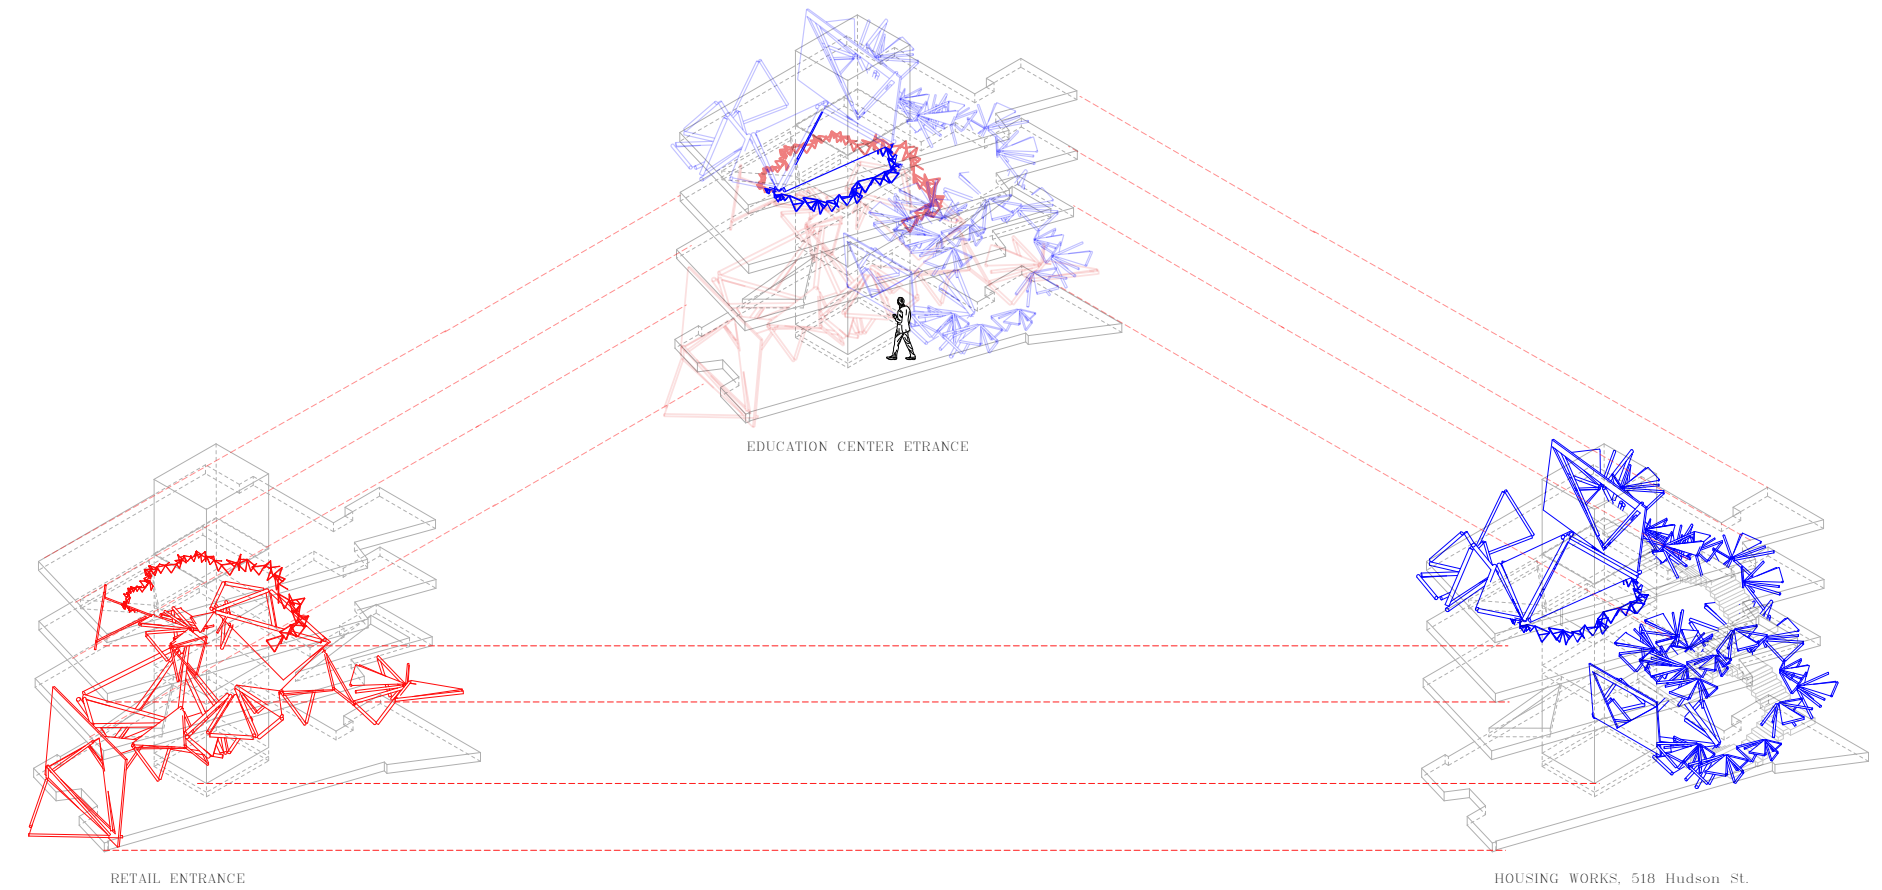 EDUCATION CENTER ETRANCE
RETAIL ENTRANCE
HOUSING WORKS, 518 Hudson St.